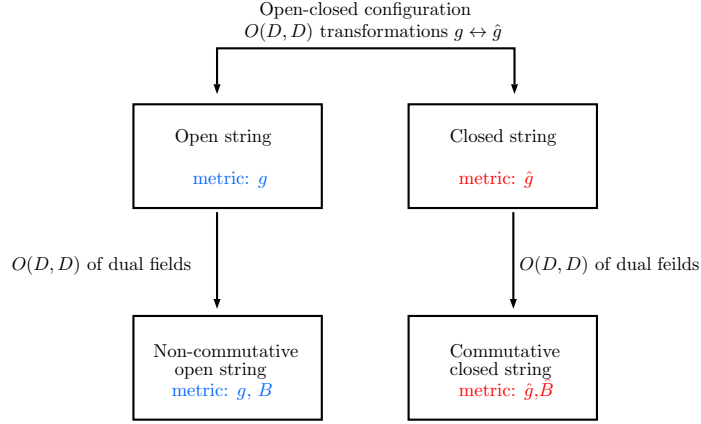 Open-closed configuration
O(D, D) transformations g ↔ ĝ
Open string
metric: g
Closed string
metric: ĝ
O(D, D) of dual fields
O(D, D) of dual feilds
Non-commutative
open string
metric: g, B
Commutative
closed string
metric: ĝ,B̂